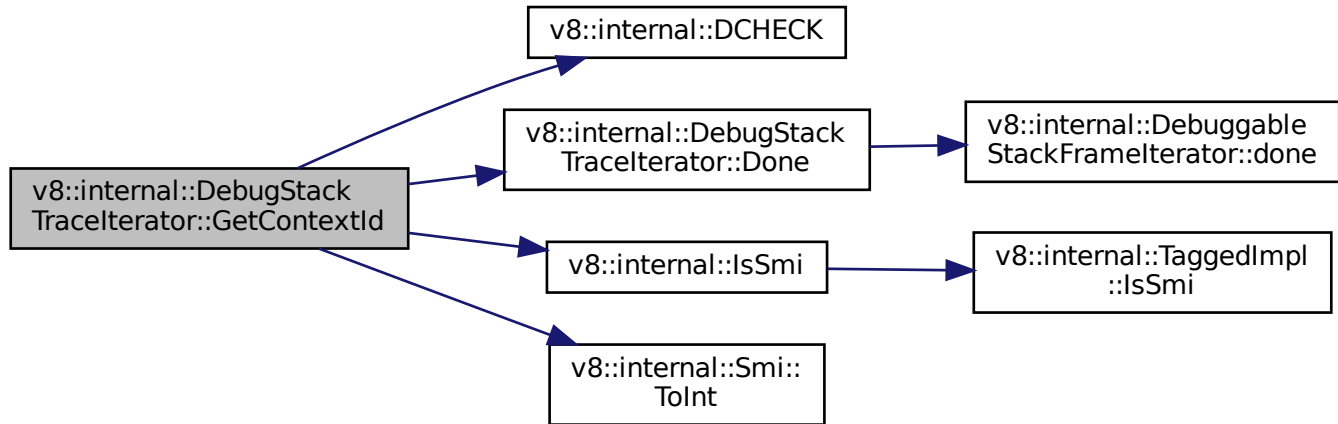 v8::internal::DebugStack
TraceIterator::GetContextId
v8::internal::DCHECK
v8::internal::DebugStack
TraceIterator::Done
v8::internal::Debuggable
StackFrameIterator::done
v8::internal::IsSmi
v8::internal::TaggedImpl
::IsSmi
v8::internal::Smi::
ToInt